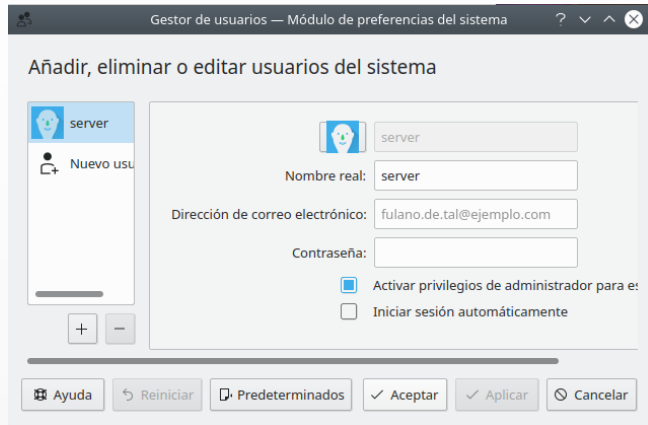 Gestor de usuarios — Módulo de preferencias del sistema
Añadir, eliminar o editar usuarios del sistema
server
Nuevo usu
server
Nombre real: server
Dirección de correo electrónico: fulano.de.tal@ejemplo.com
Contraseña:
Activar privilegios de administrador para es
Iniciar sesión automáticamente
Ayuda Reiniciar Predeterminados Aceptar Aplicar Cancelar